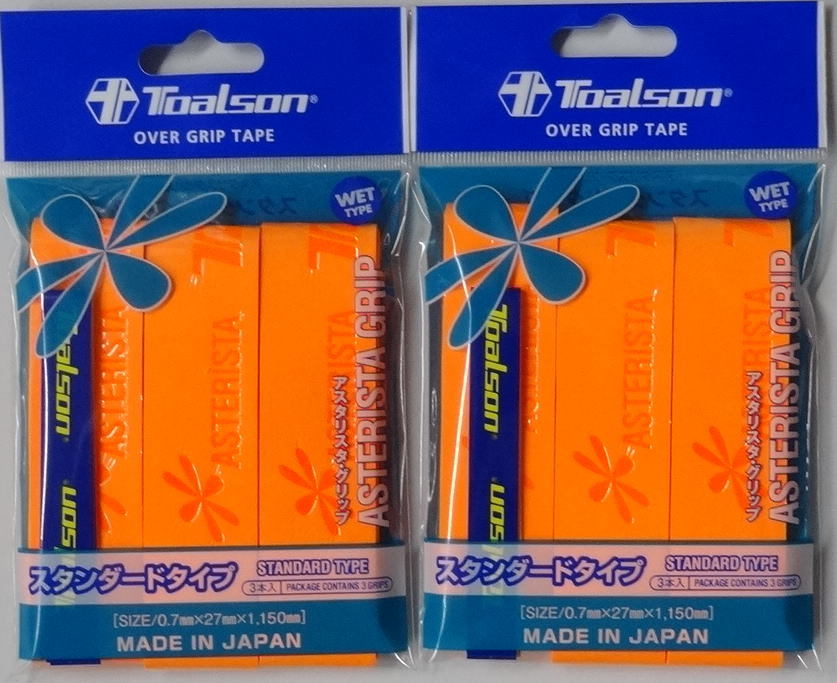 Toalson®
OVER GRIP TAPE
WET
TYPE
ASTERISTA
ASTERISTA
ASTERISTA
アスタリスタ・グリップ
ASTERISTA GRIP
Toalson®
スタンダードタイプ
STANDARD TYPE
3本入 PACKAGE CONTAINS 3 GRIPS
[SIZE/0.7mm×27mm×1,150mm]
MADE IN JAPAN
Toalson®
OVER GRIP TAPE
WET
TYPE
ASTERISTA
ASTERISTA
ASTERISTA
アスタリスタ・グリップ
ASTERISTA GRIP
Toalson®
スタンダードタイプ
STANDARD TYPE
3本入 PACKAGE CONTAINS 3 GRIPS
[SIZE/0.7mm×27mm×1,150mm]
MADE IN JAPAN